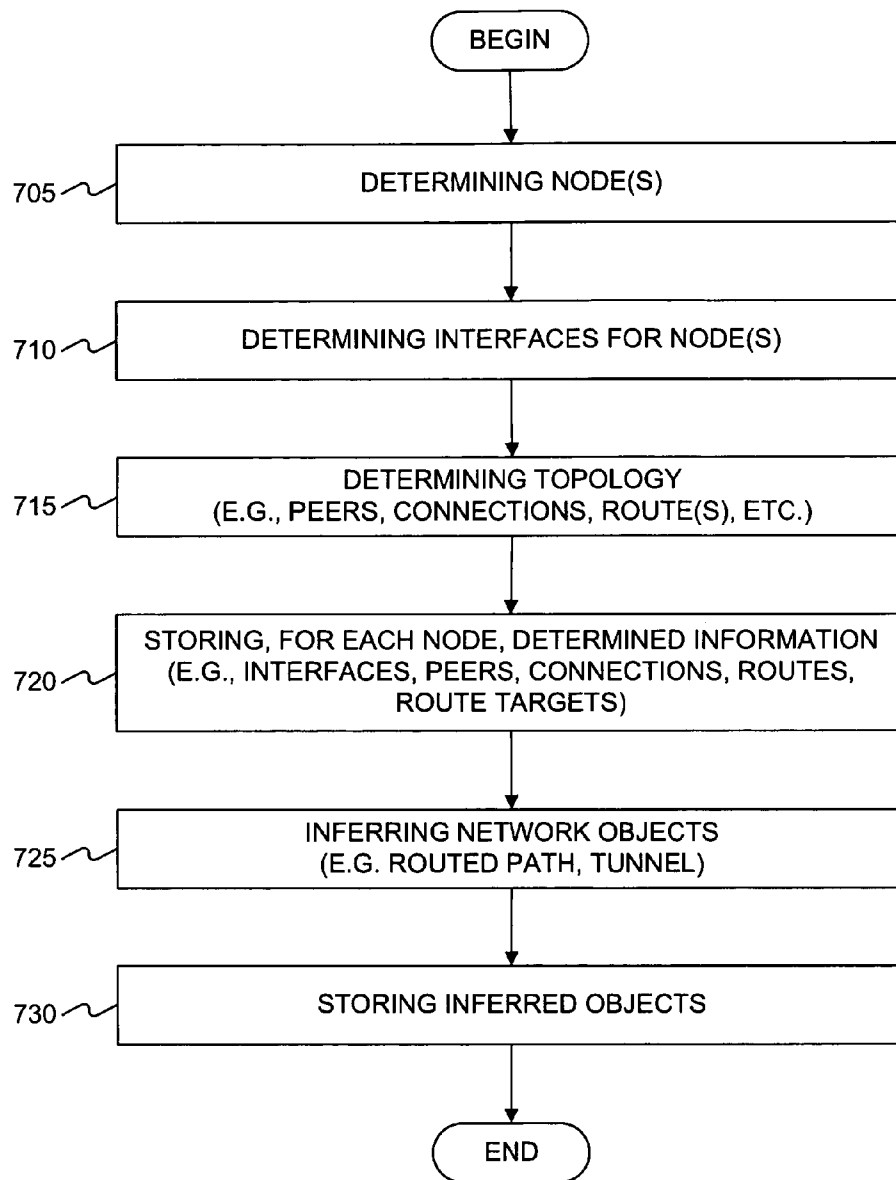 BEGIN
705
DETERMINING NODE(S)
710
DETERMINING INTERFACES FOR NODE(S)
715
DETERMINING TOPOLOGY
(E.G., PEERS, CONNECTIONS, ROUTE(S), ETC.)
720
STORING, FOR EACH NODE, DETERMINED INFORMATION
(E.G., INTERFACES, PEERS, CONNECTIONS, ROUTES,
ROUTE TARGETS)
725
INFERRING NETWORK OBJECTS
(E.G. ROUTED PATH, TUNNEL)
730
STORING INFERRED OBJECTS
END